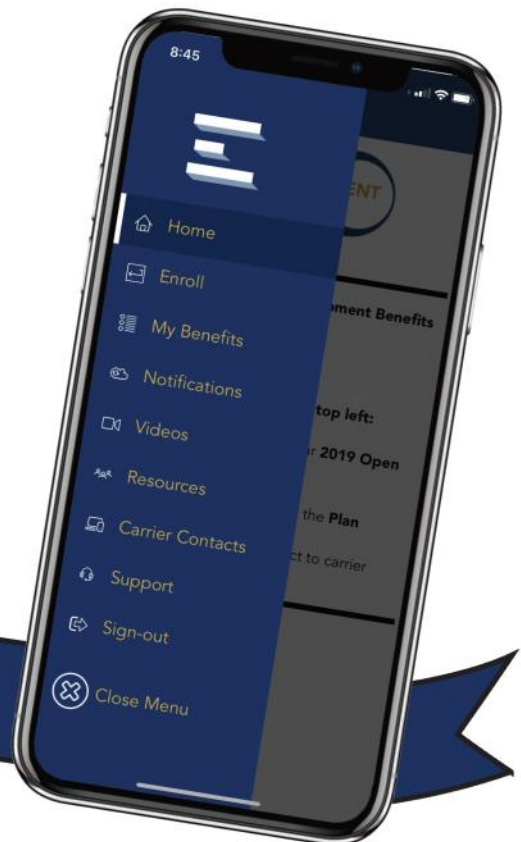 8:45
ENT
Home
Enroll
ment Benefits
My Benefits
Notifications
top left:
Videos
2019 Open
Resources
the Plan
Carrier Contacts
ct to carrier
Support
Sign-out
Close Menu